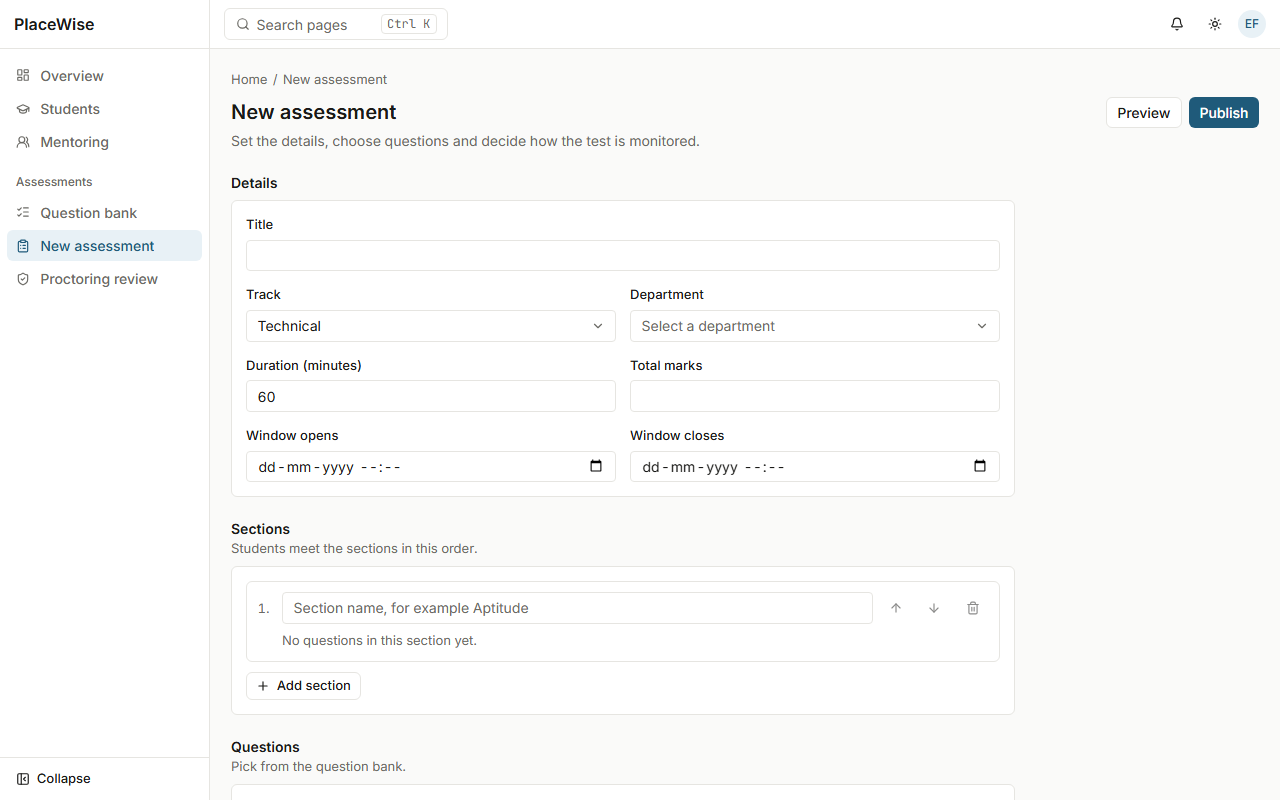 PlaceWise
Search pages
Ctrl K
EF
Overview
Students
Mentoring
Assessments
Question bank
New assessment
Proctoring review
Collapse
Home / New assessment
New assessment
Preview
Publish
Set the details, choose questions and decide how the test is monitored.
Details
Title
Track
Department
Technical
Select a department
Duration (minutes)
Total marks
60
Window opens
Window closes
dd-mm-yyyy --:--
dd-mm-yyyy --:--
Sections
Students meet the sections in this order.
1.
Section name, for example Aptitude
No questions in this section yet.
Add section
Questions
Pick from the question bank.